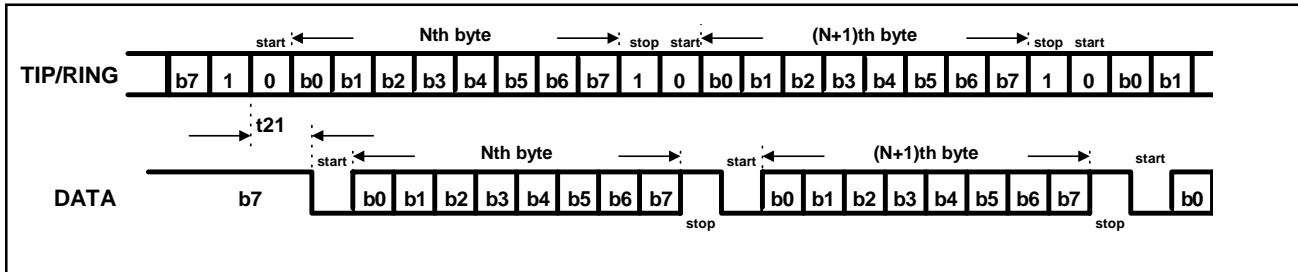 start Nth byte stop start (N+1)th byte stop start
TIP/RING b7 1 0 b0 b1 b2 b3 b4 b5 b6 b7 1 0 b0 b1 b2 b3 b4 b5 b6 b7 1 0 b0 b1
t21
start Nth byte start (N+1)th byte start
DATA b7 b0 b1 b2 b3 b4 b5 b6 b7 b0 b1 b2 b3 b4 b5 b6 b7 b0
stop stop